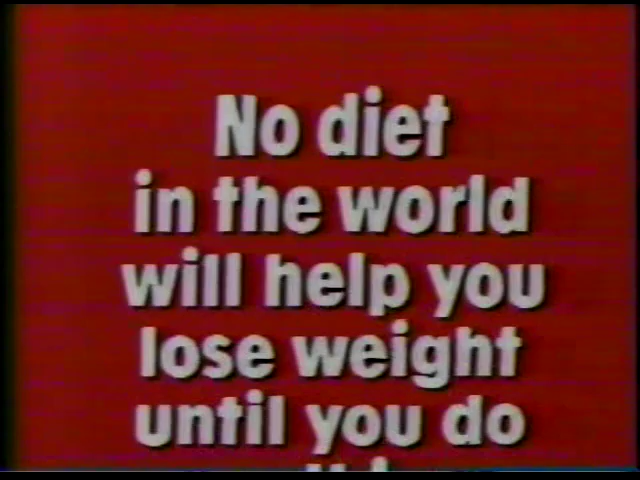 No diet
in the world
will help you
lose weight
until you do